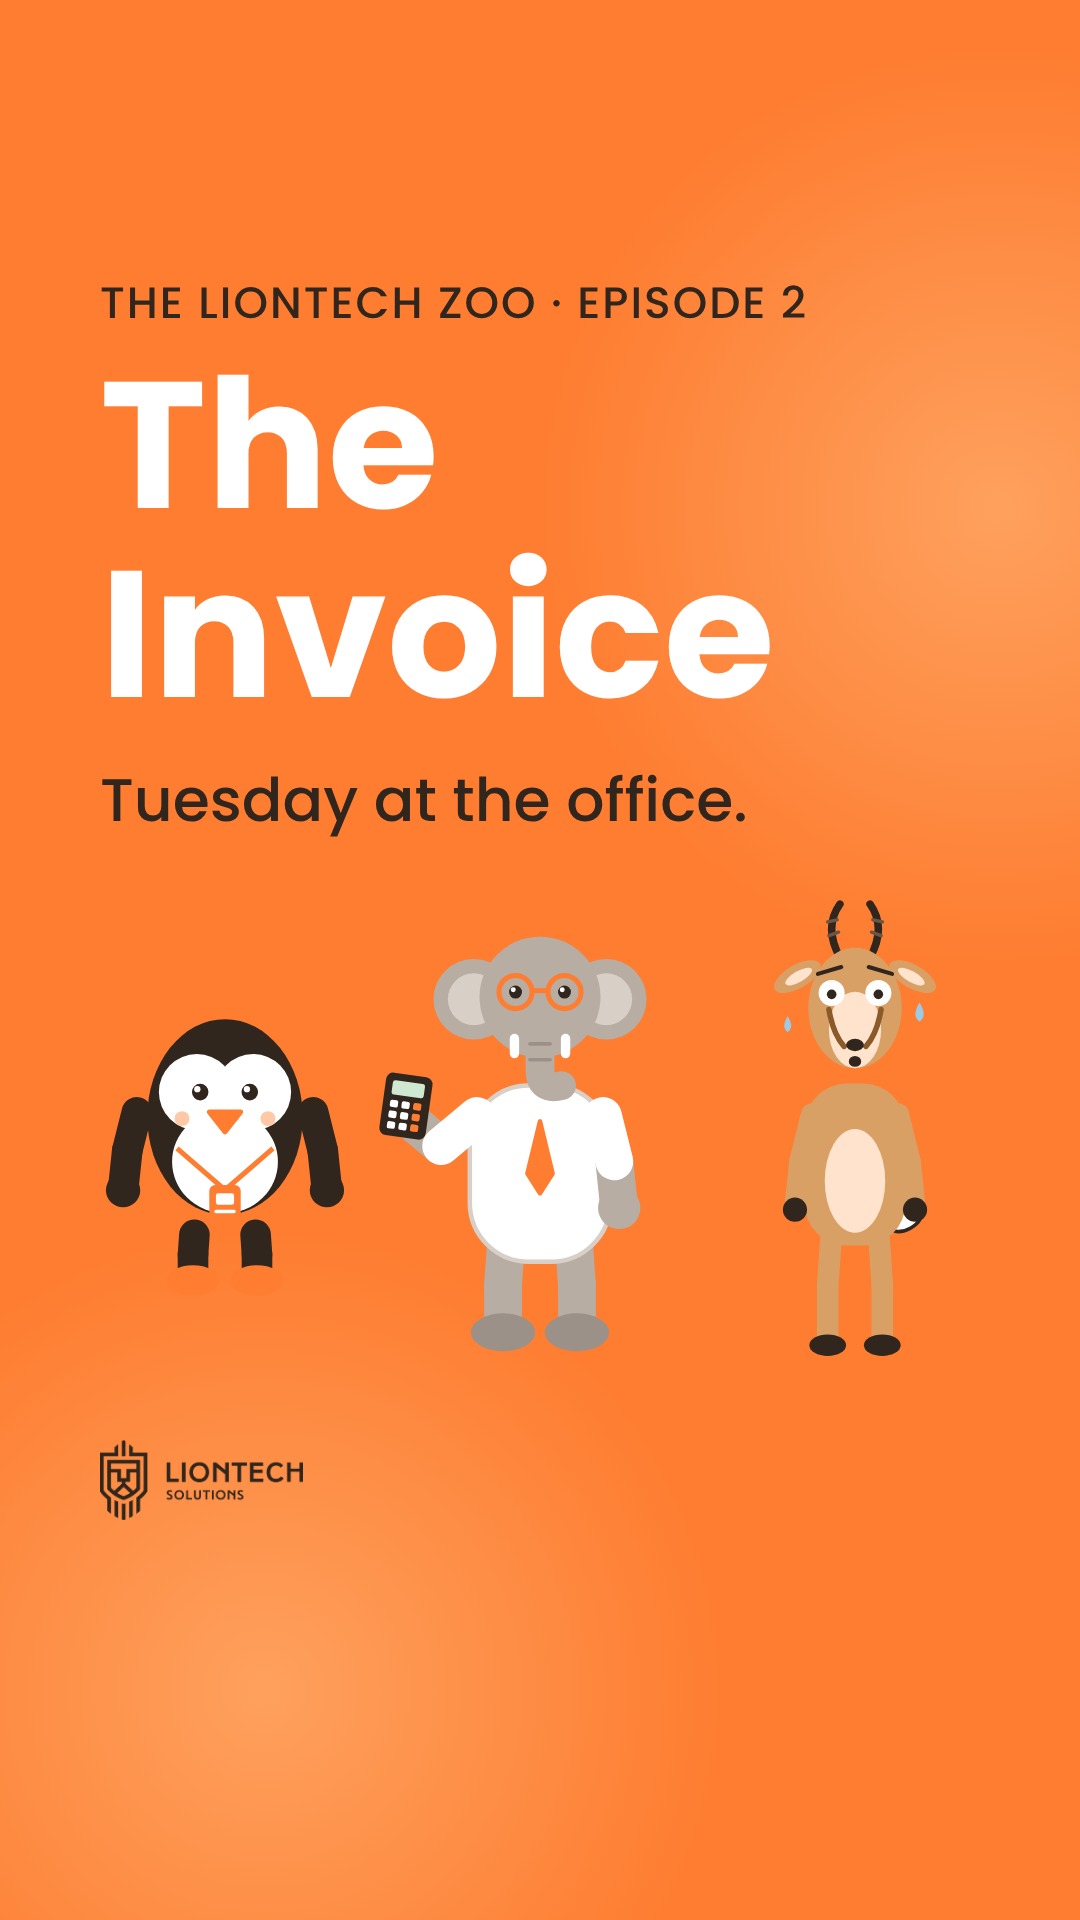 THE LIONTECH ZOO · EPISODE 2
The
Invoice
Tuesday at the office.
LIONTECH
SOLUTIONS